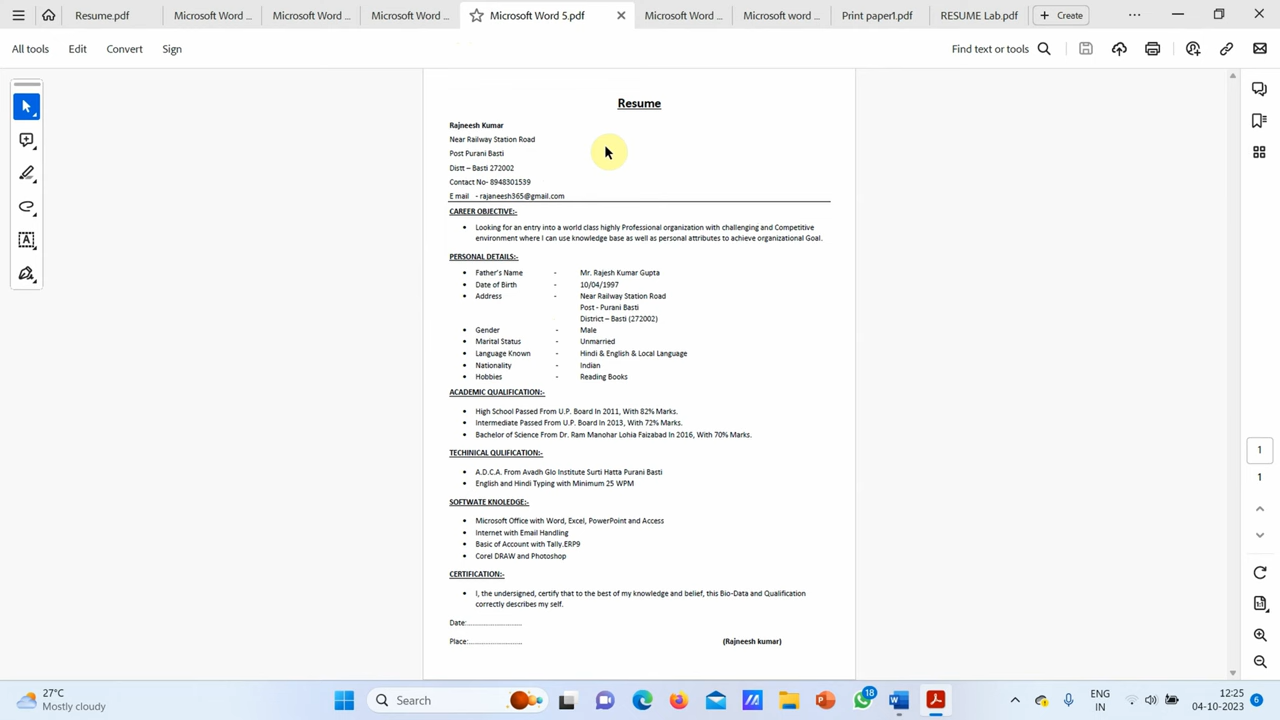 Resume.pdf
Microsoft Word ...
Microsoft Word ...
Microsoft Word ...
Microsoft Word 5.pdf
Microsoft Word ...
Microsoft word ...
Print paper1.pdf
RESUME Lab.pdf
Create
All tools
Edit
Convert
Sign
Find text or tools
Resume
Rajneesh Kumar
Near Railway Station Road
Post Purani Basti
Distt – Basti 272002
Contact No- 8948301539
E mail - rajaneesh365@gmail.com
CAREER OBJECTIVE:-
• Looking for an entry into a world class highly Professional organization with challenging and Competitive
environment where I can use knowledge base as well as personal attributes to achieve organizational Goal.
PERSONAL DETAILS:-
• Father's Name - Mr. Rajesh Kumar Gupta
• Date of Birth - 10/04/1997
• Address - Near Railway Station Road
Post - Purani Basti
District – Basti (272002)
• Gender - Male
• Marital Status - Unmarried
• Language Known - Hindi & English & Local Language
• Nationality - Indian
• Hobbies - Reading Books
ACADEMIC QUALIFICATION:-
• High School Passed From U.P. Board In 2011, With 82% Marks.
• Intermediate Passed From U.P. Board In 2013, With 72% Marks.
• Bachelor of Science From Dr. Ram Manohar Lohia Faizabad In 2016, With 70% Marks.
TECHINICAL QULIFICATION:-
• A.D.C.A. From Avadh Glo Institute Surti Hatta Purani Basti
• English and Hindi Typing with Minimum 25 WPM
SOFTWATE KNOLEDGE:-
• Microsoft Office with Word, Excel, PowerPoint and Access
• Internet with Email Handling
• Basic of Account with Tally.ERP9
• Corel DRAW and Photoshop
CERTIFICATION:-
• I, the undersigned, certify that to the best of my knowledge and belief, this Bio-Data and Qualification
correctly describes my self.
Date:............................
Place:........................... (Rajneesh kumar)
1
1
27°C
Mostly cloudy
Search
18
ENG
IN
12:25
04-10-2023
6